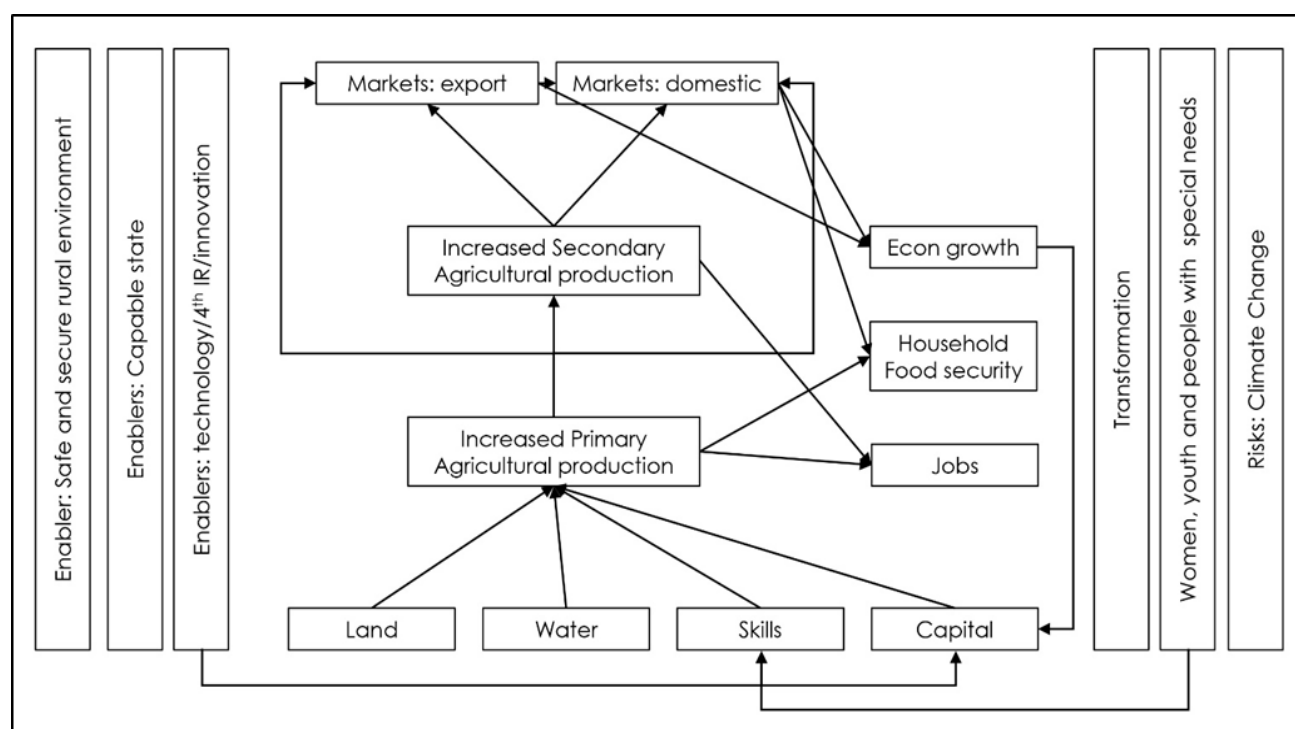 Enabler: Safe and secure rural environment
Enablers: Capable state
Enablers: technology/4th IR/innovation
Markets: export
Markets: domestic
Increased Secondary
Agricultural production
Econ growth
Household
Food security
Increased Primary
Agricultural production
Jobs
Land
Water
Skills
Capital
Transformation
Women, youth and people with special needs
Risks: Climate Change